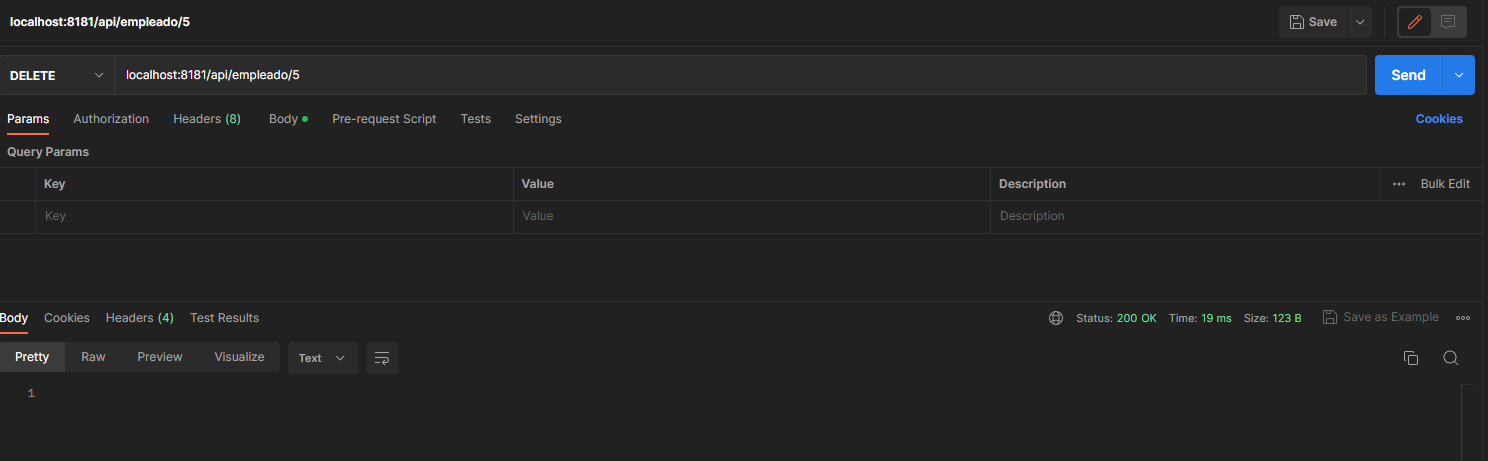 localhost:8181/api/empleado/5 Save
DELETE localhost:8181/api/empleado/5 Send
Params Authorization Headers (8) Body Pre-request Script Tests Settings Cookies
Query Params
Key Value Description Bulk Edit
Key Value Description
Body Cookies Headers (4) Test Results Status: 200 OK Time: 19 ms Size: 123 B Save as Example
Pretty Raw Preview Visualize Text
1